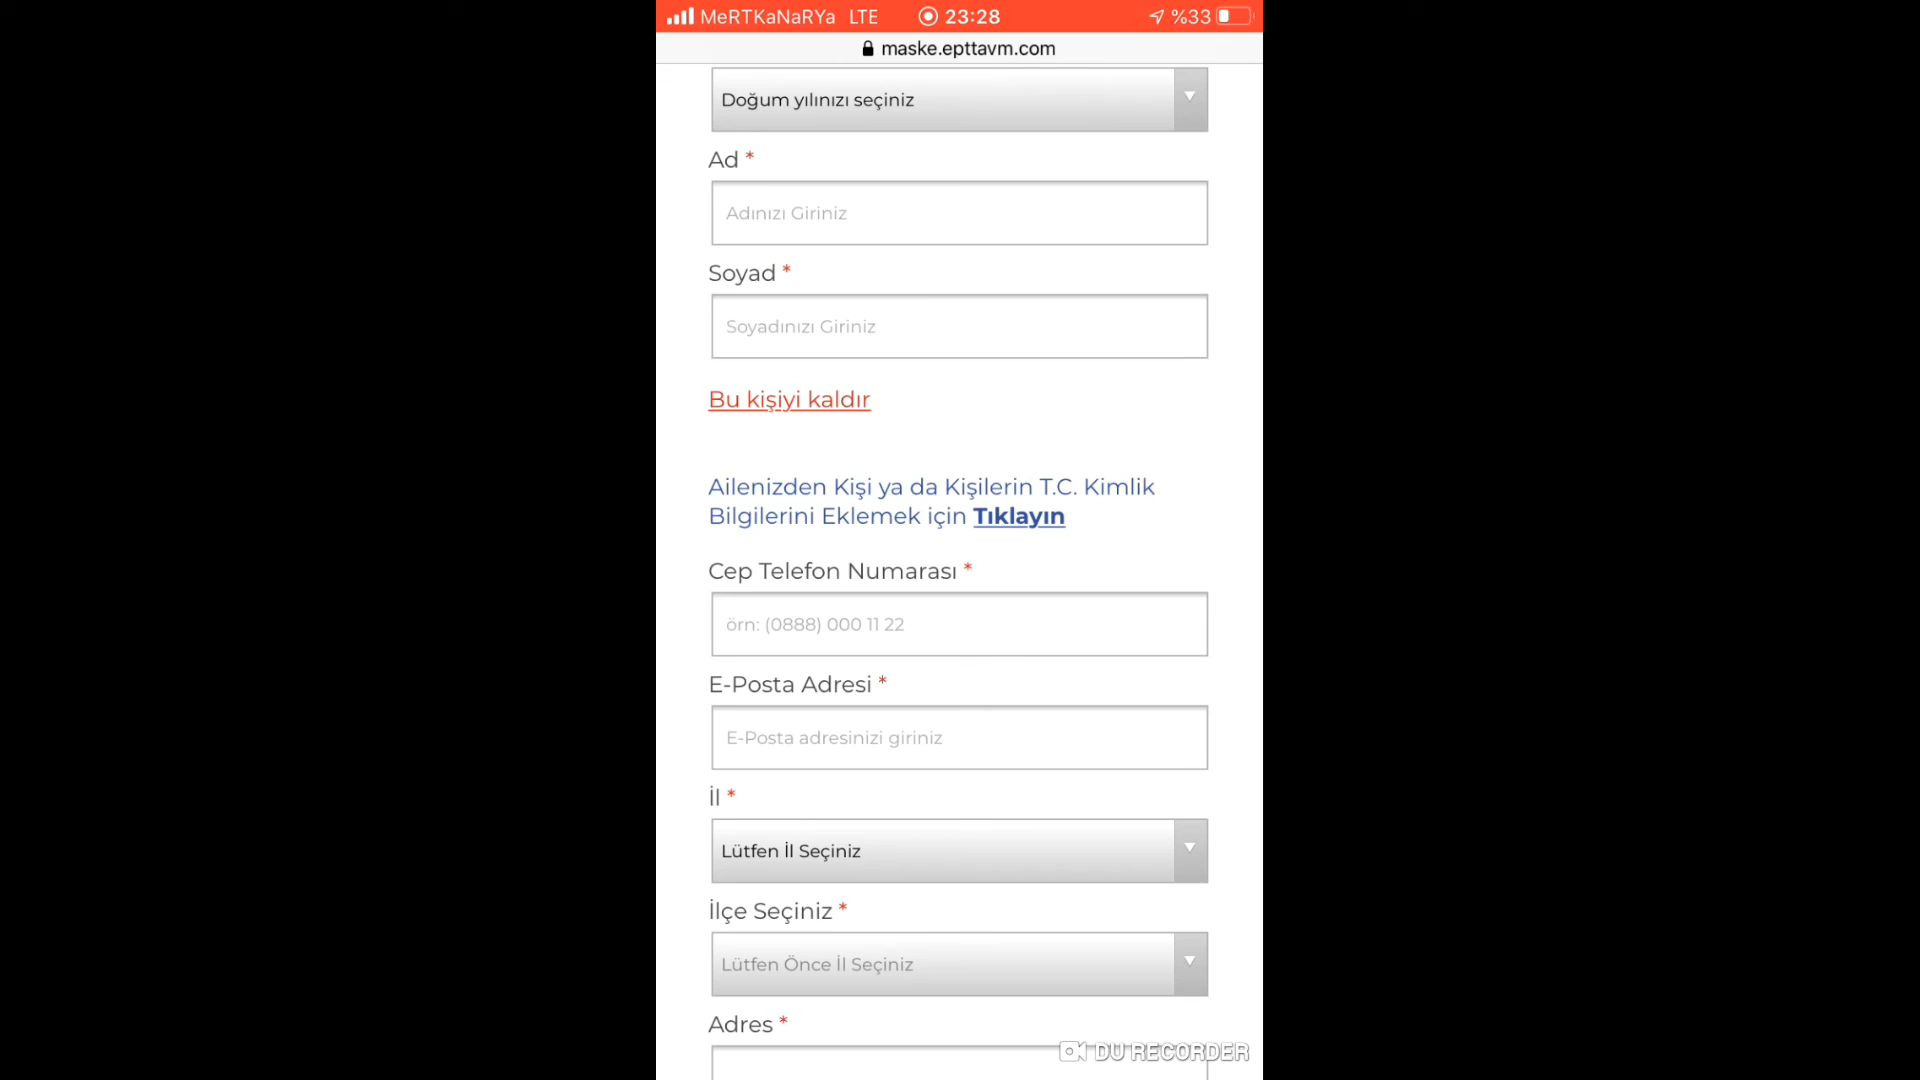 MeRTKaNaRYa LTE 23:28 %33
maske.epttavm.com
Doğum yılınızı seçiniz
Ad *
Adınızı Giriniz
Soyad *
Soyadınızı Giriniz
Bu kişiyi kaldır
Ailenizden Kişi ya da Kişilerin T.C. Kimlik
Bilgilerini Eklemek için Tıklayın
Cep Telefon Numarası *
örn: (0888) 000 11 22
E-Posta Adresi *
E-Posta adresinizi giriniz
İl *
Lütfen İl Seçiniz
İlçe Seçiniz *
Lütfen Önce İl Seçiniz
Adres *
DU RECORDER